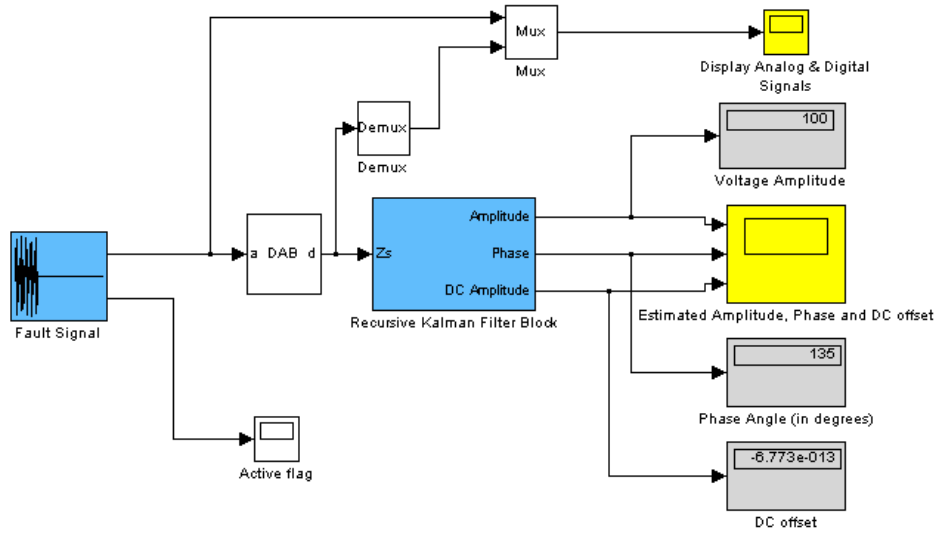 Mux
Mux
Display Analog & Digital
Signals
100
Voltage Amplitude
Demux
Demux
Amplitude
a DAB d
Zs
Phase
DC Amplitude
Recursive Kalman Filter Block
Estimated Amplitude, Phase and DC offset
Fault Signal
135
Phase Angle (in degrees)
Active flag
-6.773e-013
DC offset